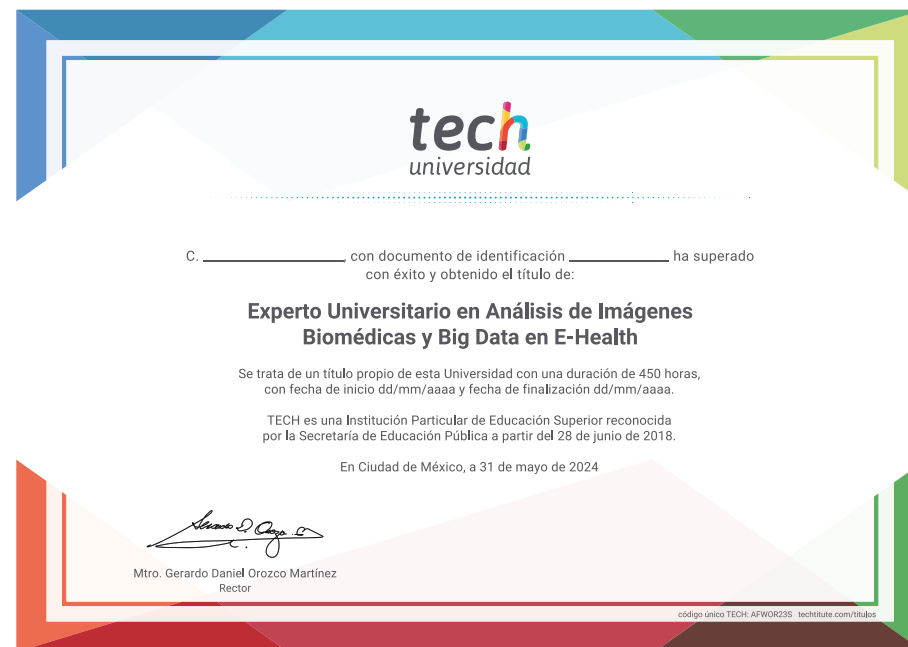 tech
universidad
C. ____________________, con documento de identificación ______________ ha superado
con éxito y obtenido el título de:
Experto Universitario en Análisis de Imágenes
Biomédicas y Big Data en E-Health
Se trata de un título propio de esta Universidad con una duración de 450 horas,
con fecha de inicio dd/mm/aaaa y fecha de finalización dd/mm/aaaa.
TECH es una Institución Particular de Educación Superior reconocida
por la Secretaría de Educación Pública a partir del 28 de junio de 2018.
En Ciudad de México, a 31 de mayo de 2024
Mtro. Gerardo Daniel Orozco Martínez
Rector
código único TECH: AFWOR23S techtitute.com/titulos